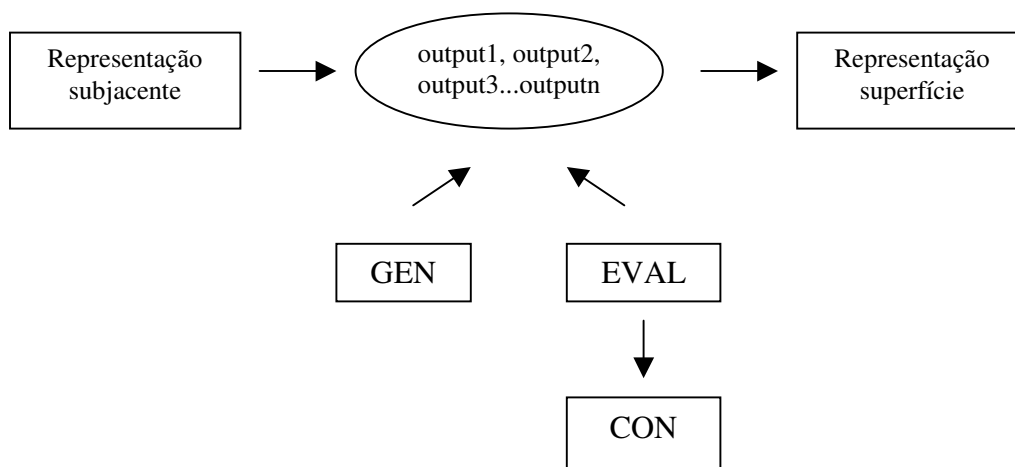 Representação
subjacente
output1, output2,
output3...outputn
Representação
superfície
GEN
EVAL
CON